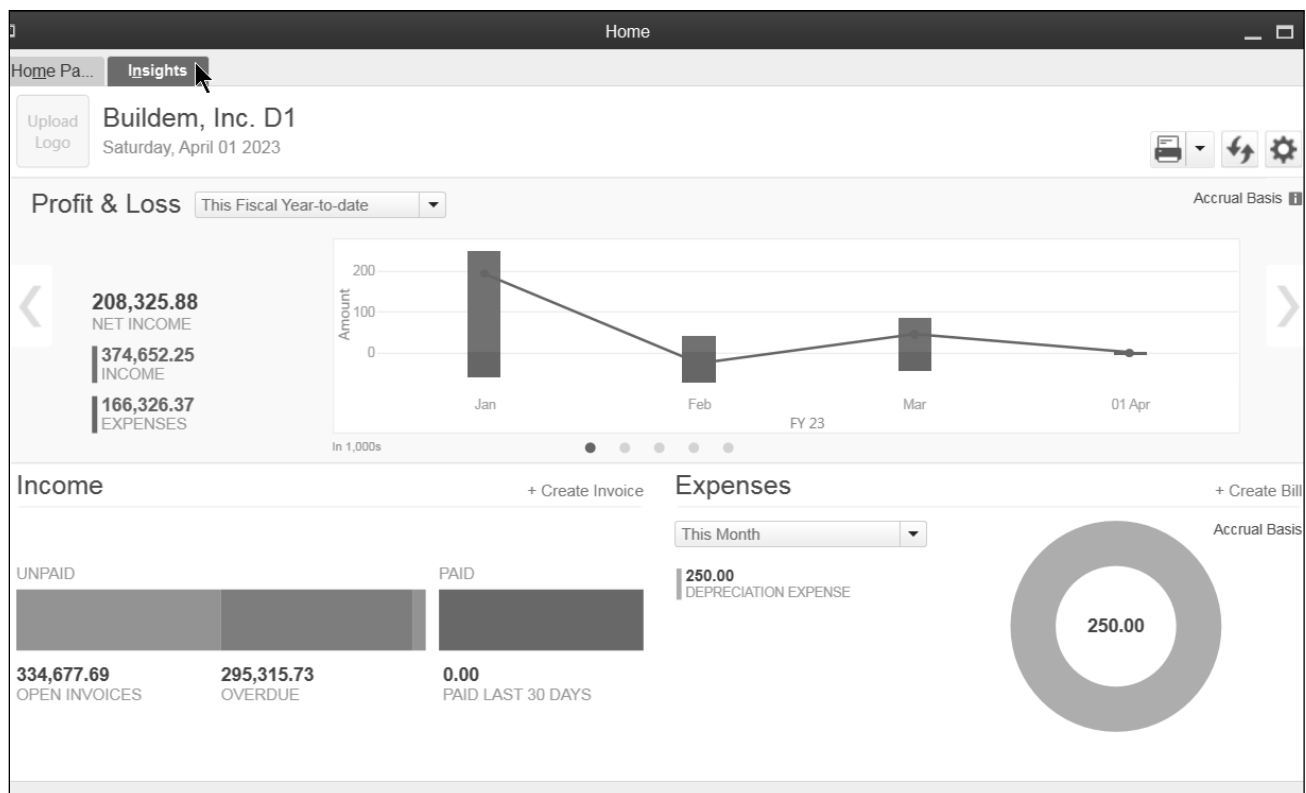 Home
Home Pa...
Insights
Upload
Logo
Buildem, Inc. D1
Saturday, April 01 2023
Profit & Loss
This Fiscal Year-to-date
Accrual Basis
208,325.88
NET INCOME
374,652.25
INCOME
166,326.37
EXPENSES
Amount
200
100
0
Jan
Feb
Mar
01 Apr
FY 23
In 1,000s
Income
+ Create Invoice
UNPAID
PAID
334,677.69
OPEN INVOICES
295,315.73
OVERDUE
0.00
PAID LAST 30 DAYS
Expenses
+ Create Bill
This Month
Accrual Basis
250.00
DEPRECIATION EXPENSE
250.00